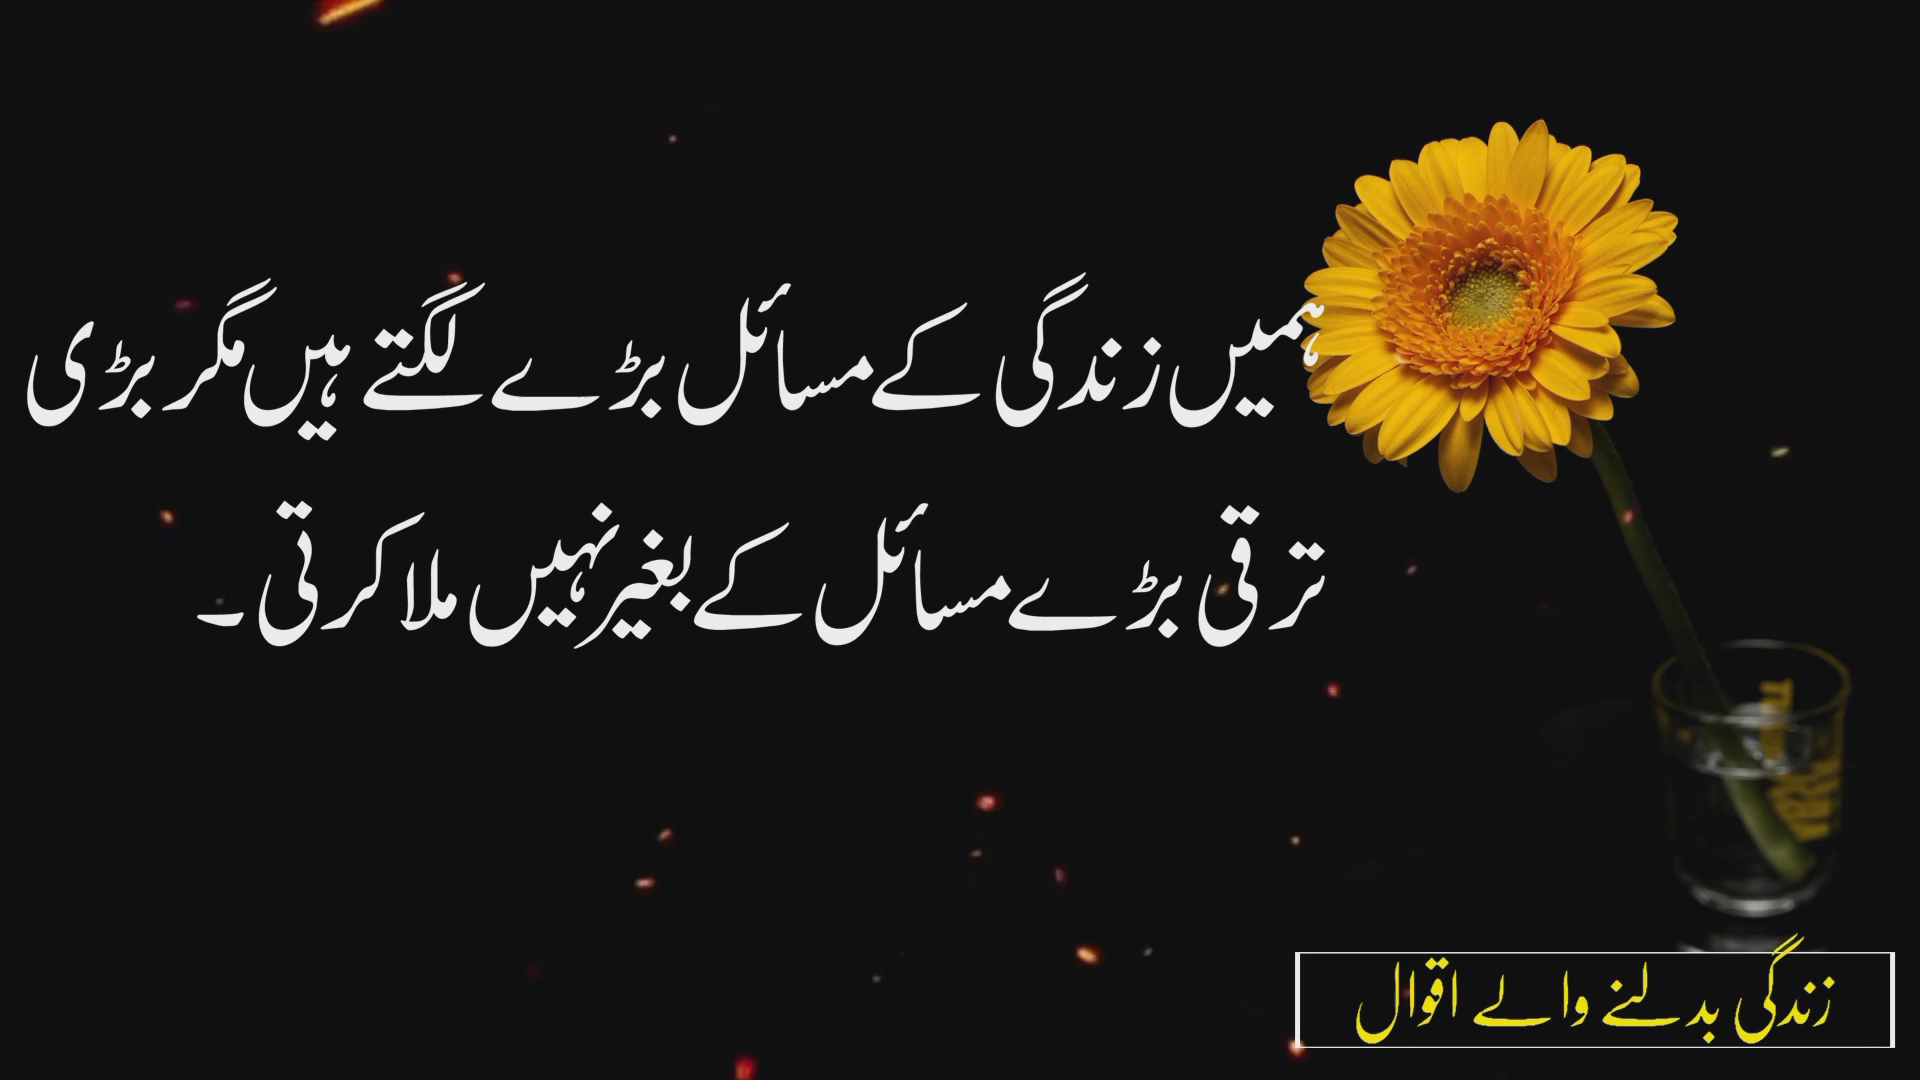 ہمیں زندگی کے مسائل بڑے لگتے ہیں مگر بڑی
ترقی بڑے مسائل کے بغیر نہیں ملا کرتی ۔
زندگی بدلنے والے اقوال